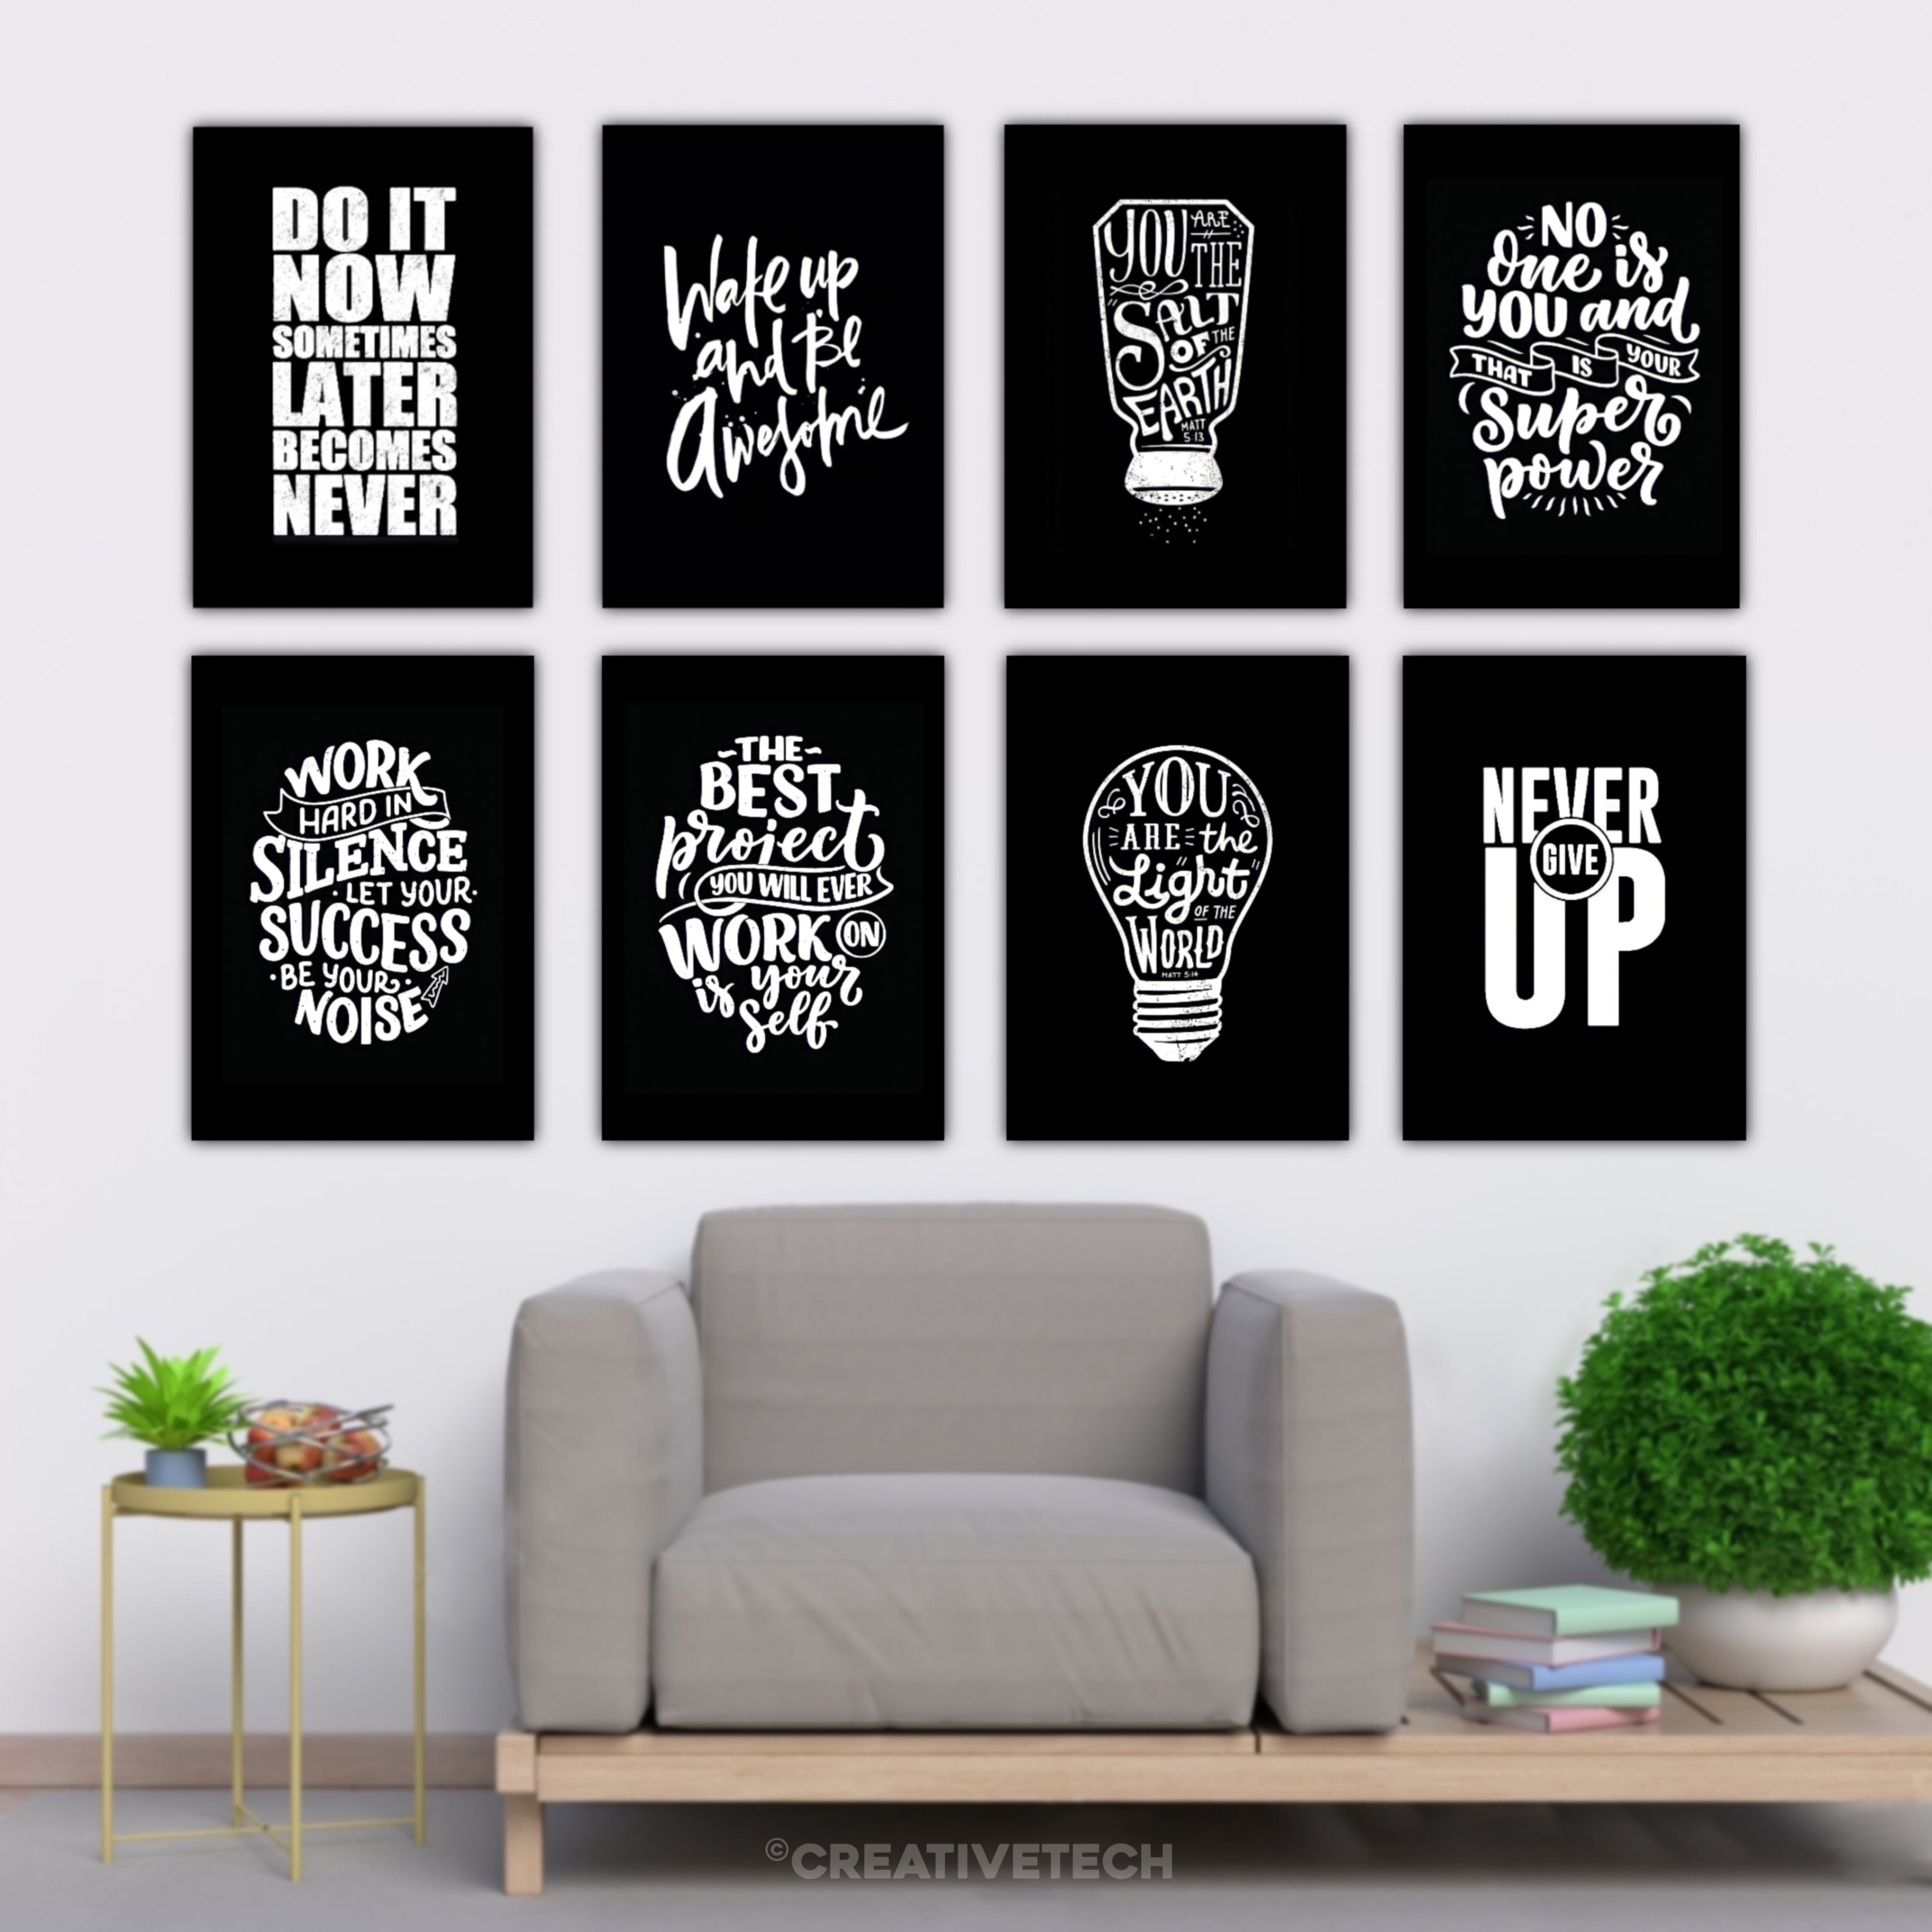 DO IT
NOW
SOMETIMES
LATER
BECOMES
NEVER
Wake up
and Be
Awesome
YOU ARE
THE
"SALT
OF THE
EARTH
MATT
5:13
NO
one is
YOU and
THAT IS YOUR
Super
power
WORK
HARD IN
SILENCE
LET YOUR
SUCCESS
BE YOUR
NOISE
THE
BEST
project
YOU WILL EVER
WORK ON
is your
self
YOU
ARE the
"Light"
OF THE
WORLD
MATT 5:14
NEVER
GIVE
UP
©CREATIVETECH